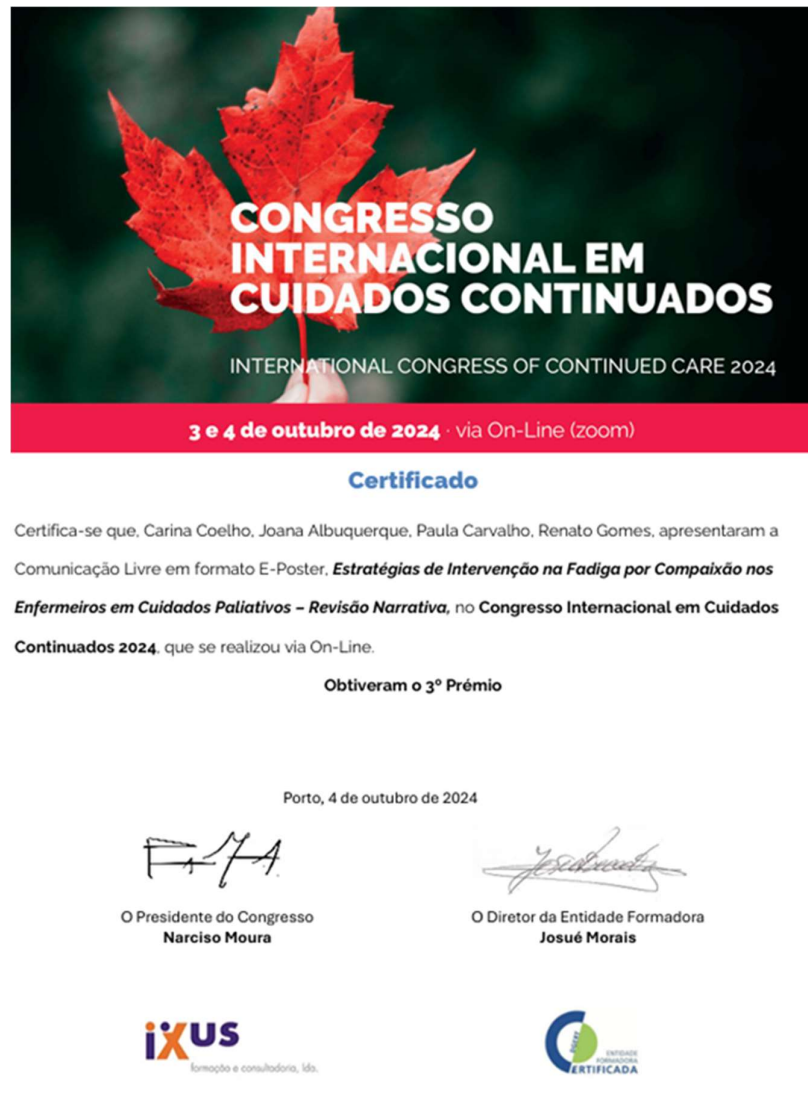 CONGRESSO
INTERNACIONAL EM
CUIDADOS CONTINUADOS
INTERNATIONAL CONGRESS OF CONTINUED CARE 2024
3 e 4 de outubro de 2024 · via On-Line (zoom)
Certificado
Certifica-se que, Carina Coelho, Joana Albuquerque, Paula Carvalho, Renato Gomes, apresentaram a
Comunicação Livre em formato E-Poster, Estratégias de Intervenção na Fadiga por Compaixão nos
Enfermeiros em Cuidados Paliativos – Revisão Narrativa, no Congresso Internacional em Cuidados
Continuados 2024, que se realizou via On-Line.
Obtiveram o 3º Prémio
Porto, 4 de outubro de 2024
O Presidente do Congresso
Narciso Moura
O Diretor da Entidade Formadora
Josué Morais
ixus
formação e consultadoria, lda.
DGERT
ENTIDADE
FORMADORA
CERTIFICADA